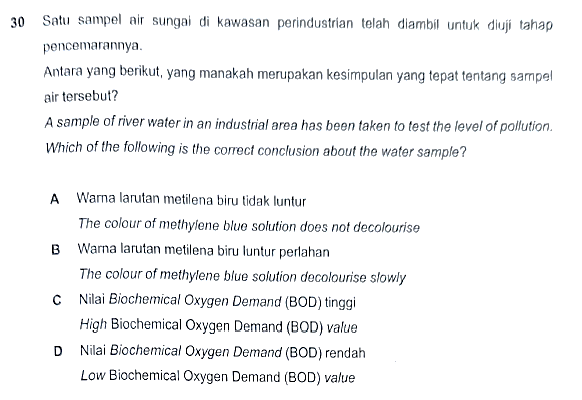 30 Satu sampel air sungai di kawasan perindustrian telah diambil untuk diuji tahap
pencemarannya.
Antara yang berikut, yang manakah merupakan kesimpulan yang tepat tentang sampel
air tersebut?
A sample of river water in an industrial area has been taken to test the level of pollution.
Which of the following is the correct conclusion about the water sample?
A Warna larutan metilena biru tidak luntur
The colour of methylene blue solution does not decolourise
B Warna larutan metilena biru luntur perlahan
The colour of methylene blue solution decolourise slowly
C Nilai Biochemical Oxygen Demand (BOD) tinggi
High Biochemical Oxygen Demand (BOD) value
D Nilai Biochemical Oxygen Demand (BOD) rendah
Low Biochemical Oxygen Demand (BOD) value